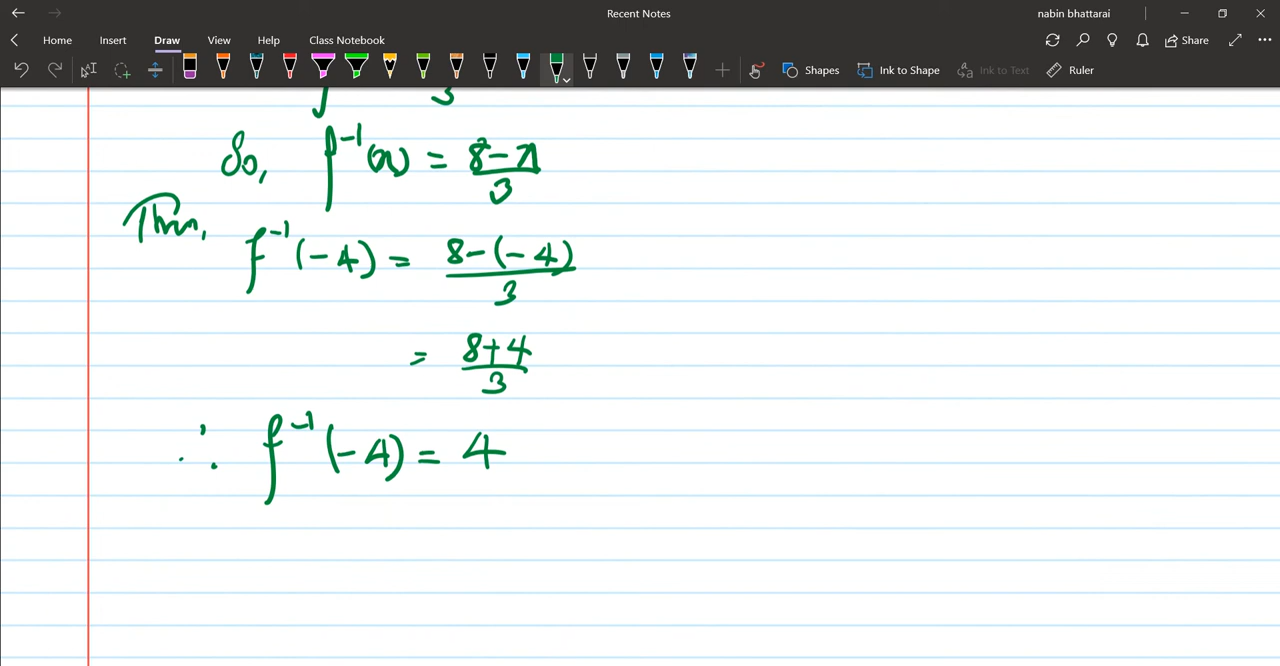 Recent Notes
nabin bhattarai
Home Insert Draw View Help Class Notebook
Share
Shapes Ink to Shape Ink to Text Ruler
3
So, f⁻¹(x) = (8-x)/3
Then, f⁻¹(-4) = (8-(-4))/3
= (8+4)/3
∴ f⁻¹(-4) = 4